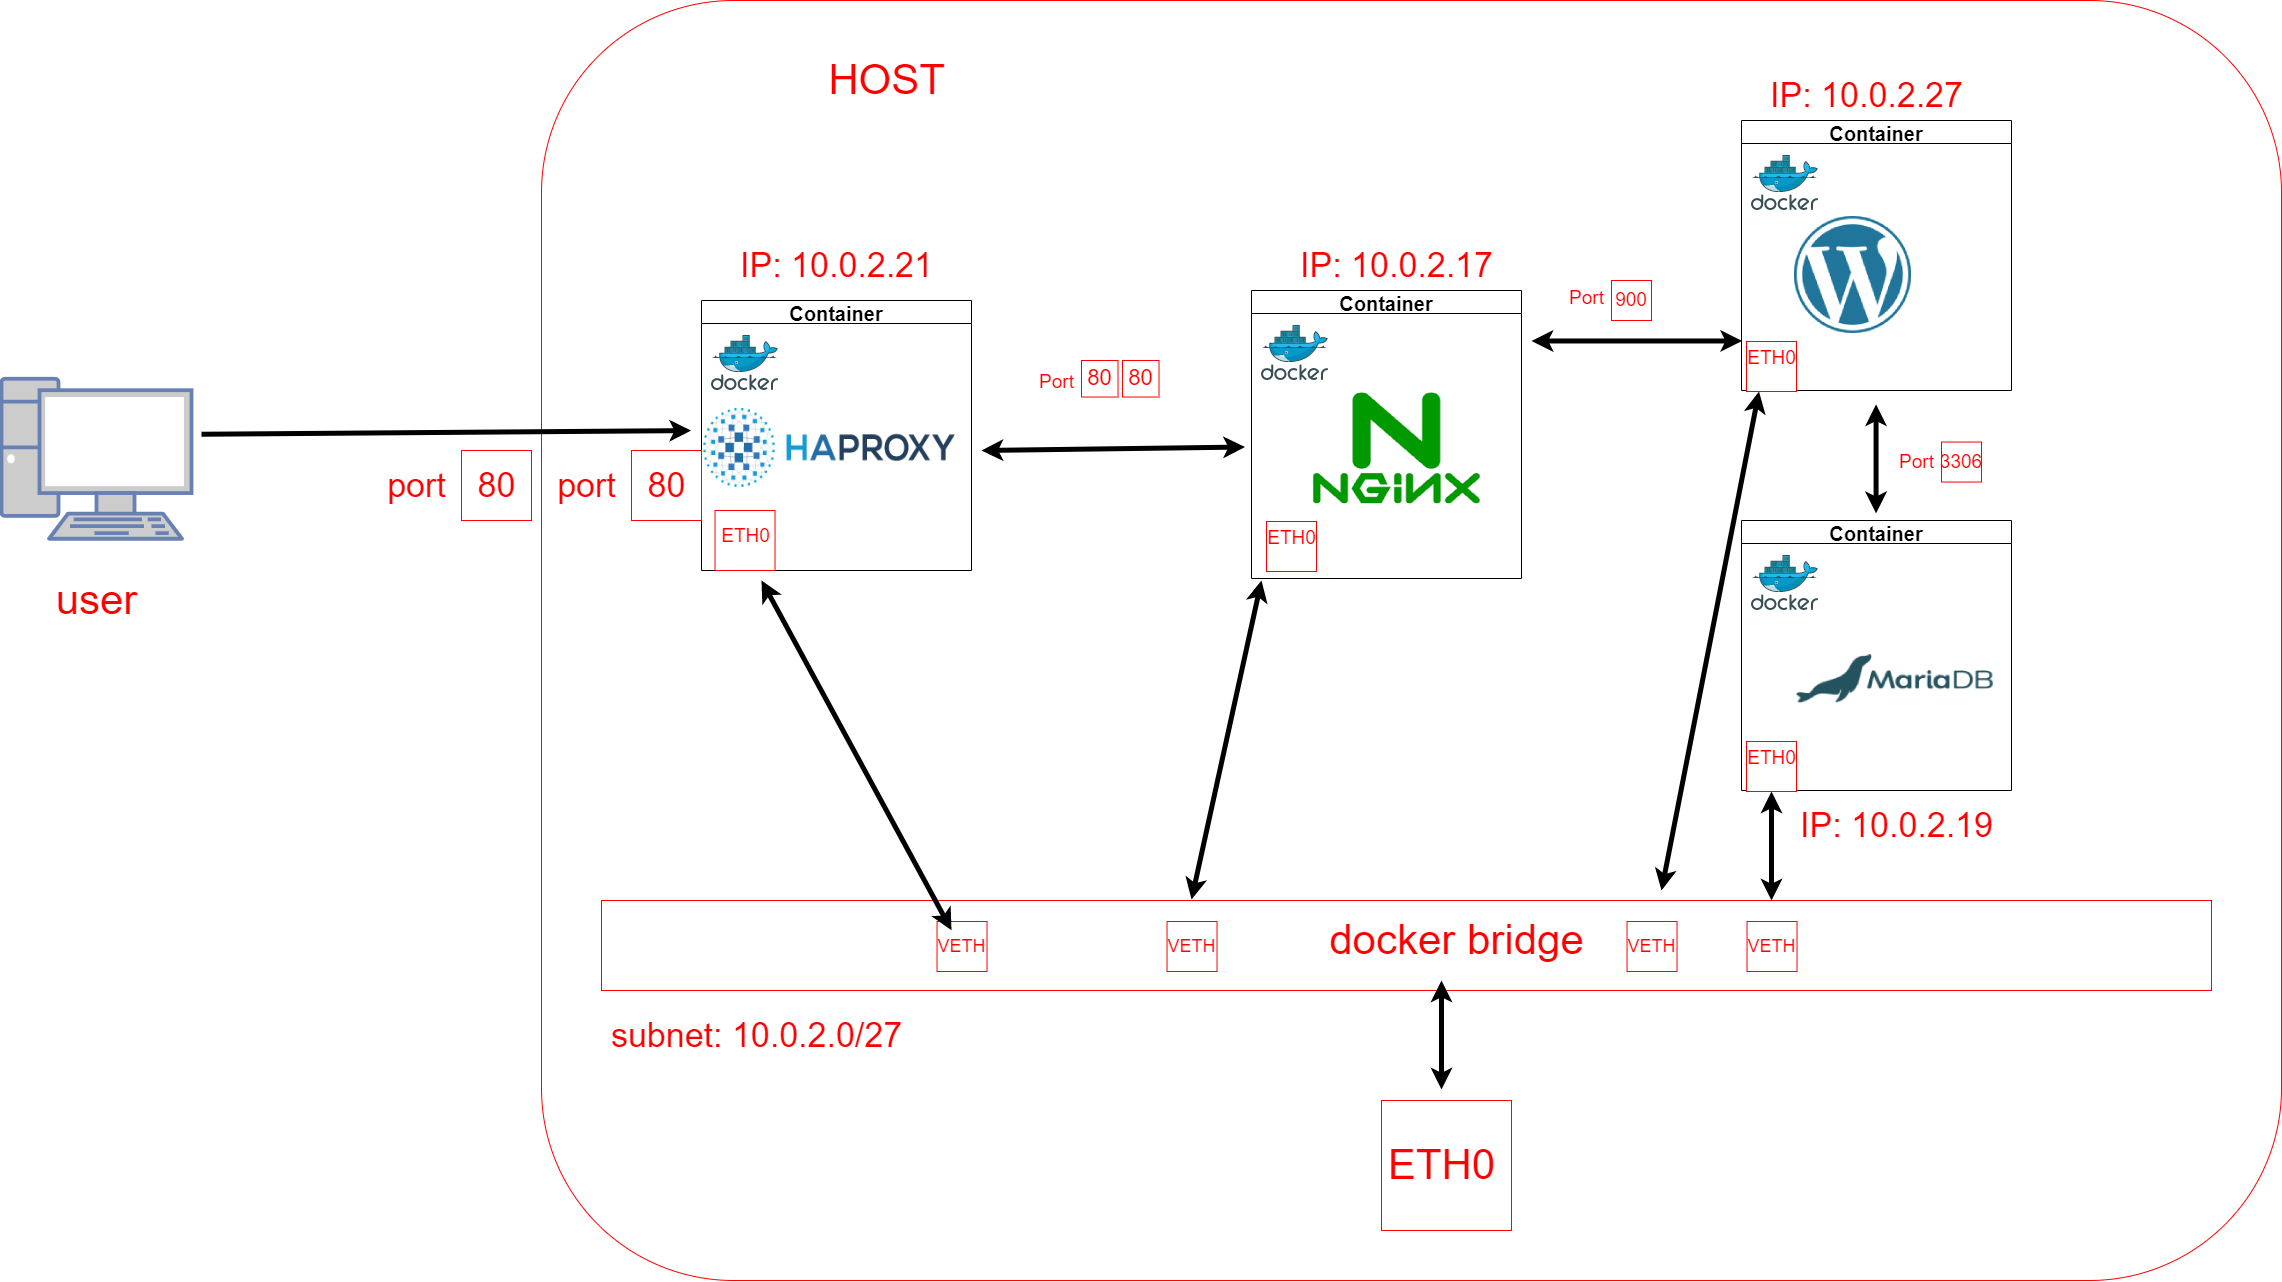 HOST
IP: 10.0.2.27
Container
docker
IP: 10.0.2.21
IP: 10.0.2.17
Container
docker
HAPROXY
ETH0
Port 80 80
Container
docker
NGINX
ETH0
Port 900
ETH0
port 80
port 80
user
Port 3306
Container
docker
MariaDB
ETH0
IP: 10.0.2.19
VETH
VETH
docker bridge
VETH
VETH
subnet: 10.0.2.0/27
ETH0